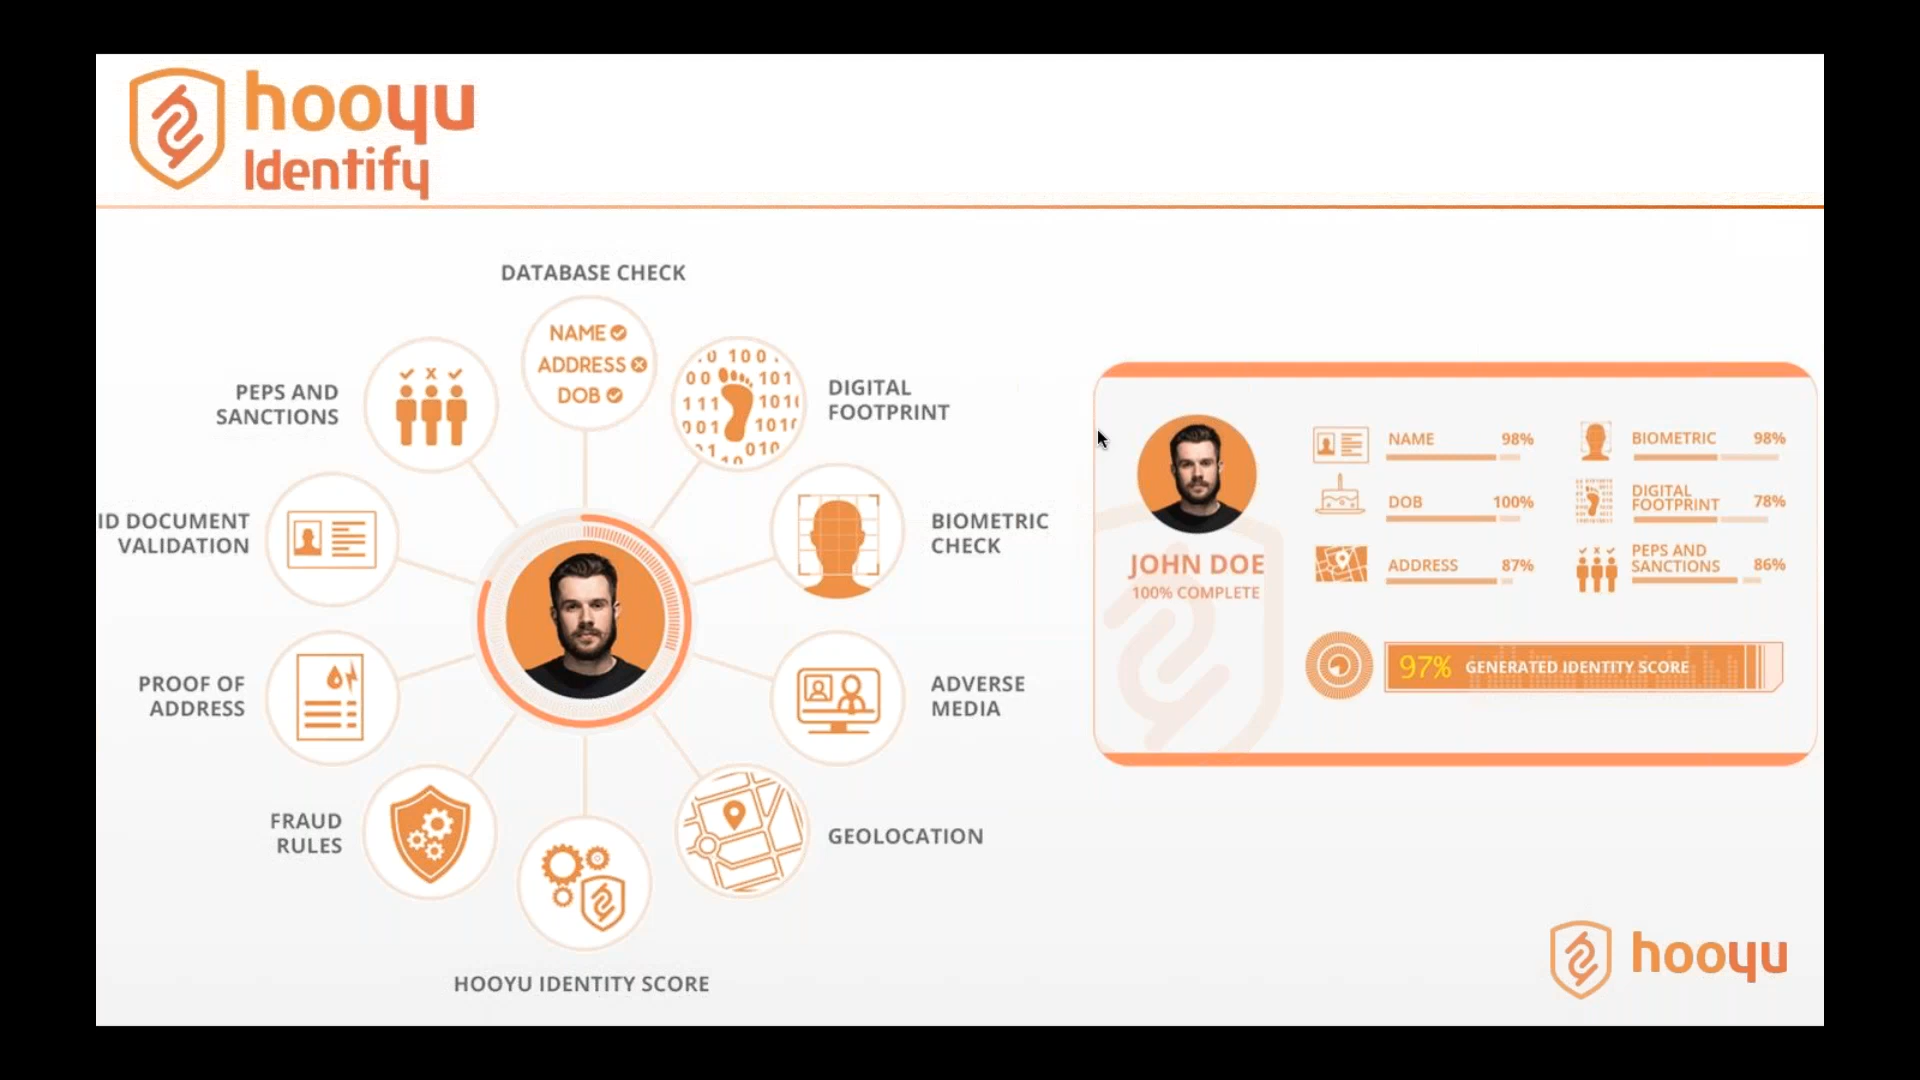 hooyu
Identify
DATABASE CHECK
NAME
ADDRESS
DOB
PEPS AND
SANCTIONS
DIGITAL
FOOTPRINT
ID DOCUMENT
VALIDATION
BIOMETRIC
CHECK
PROOF OF
ADDRESS
ADVERSE
MEDIA
FRAUD
RULES
GEOLOCATION
HOOYU IDENTITY SCORE
JOHN DOE
100% COMPLETE
NAME 98%
DOB 100%
ADDRESS 87%
BIOMETRIC 98%
DIGITAL
FOOTPRINT 78%
PEPS AND
SANCTIONS 86%
97% GENERATED IDENTITY SCORE
hooyu